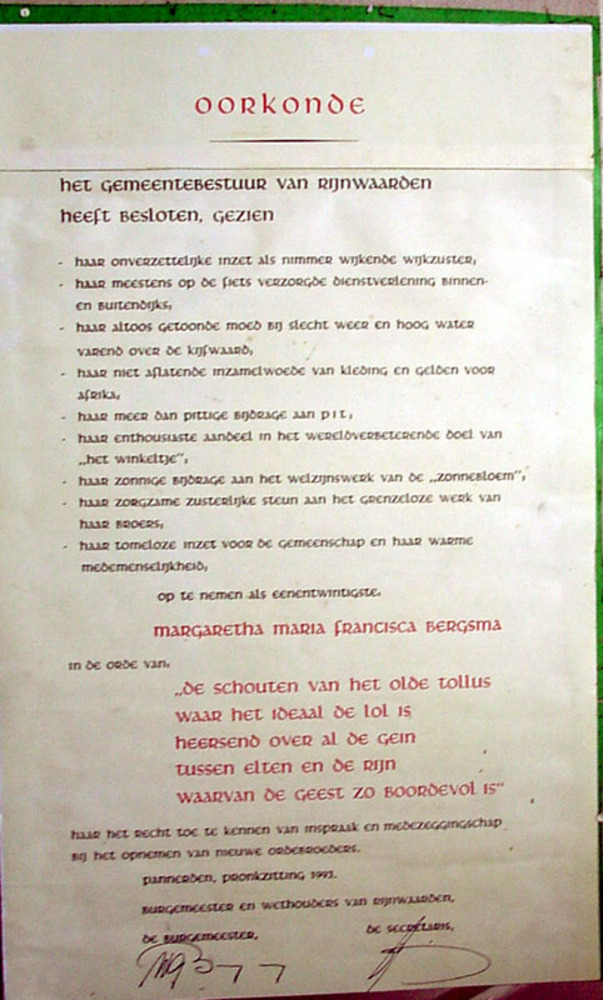 OORKONDE
het GEMEENTEBESTUUR van RIJNWAARDEN
heeft BESLOTEN, GEZIEN
- haar onverzettelijke inzet als nimmer wijkende wijkzuster,
- haar meestens op de fiets verzorgde dienstverlening binnen-
en buitendijks,
- haar altoos getoonde moed bij slecht weer en hoog water
varend over de kijfwaard,
- haar niet aflatende inzamelwoede van kleding en gelden voor
afrika,
- haar meer dan pittige bijdrage aan pit,
- haar enthousiaste aandeel in het wereldverbeterende doel van
„het winkeltje",
- haar zonnige bijdrage aan het welzijnswerk van de „zonnebloem",
- haar zorgzame zusterlijke steun aan het grenzeloze werk van
haar broers,
- haar tomeloze inzet voor de gemeenschap en haar warme
medemenselijkheid,
op te nemen als eenentwintigste,
MARGARETHA MARIA FRANCISCA BERGSMA
in de orde van,
„de schouten van het olde tollus
waar het ideaal de lol is
heersend over al de gein
tussen elten en de rijn
waarvan de geest zo boordevol is"
haar het recht toe te kennen van inspraak en medezeggingschap
bij het opnemen van nieuwe ordebroeders.
pannerden, pronkzitting 1993.
burgemeester en wethouders van rijnwaarden,
de burgemeester, de secretaris,